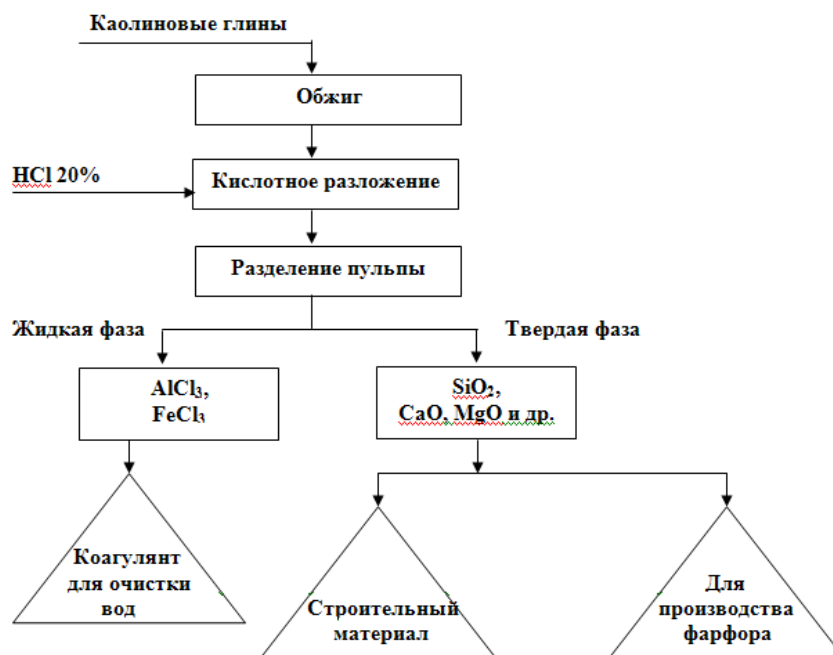 Каолиновые глины
Обжиг
HCl 20%
Кислотное разложение
Разделение пульпы
Жидкая фаза
Твердая фаза
AlCl₃,
FeCl₃
SiO₂,
CaO, MgO и др.
Коагулянт
для очистки
вод
Строительный
материал
Для
производства
фарфора